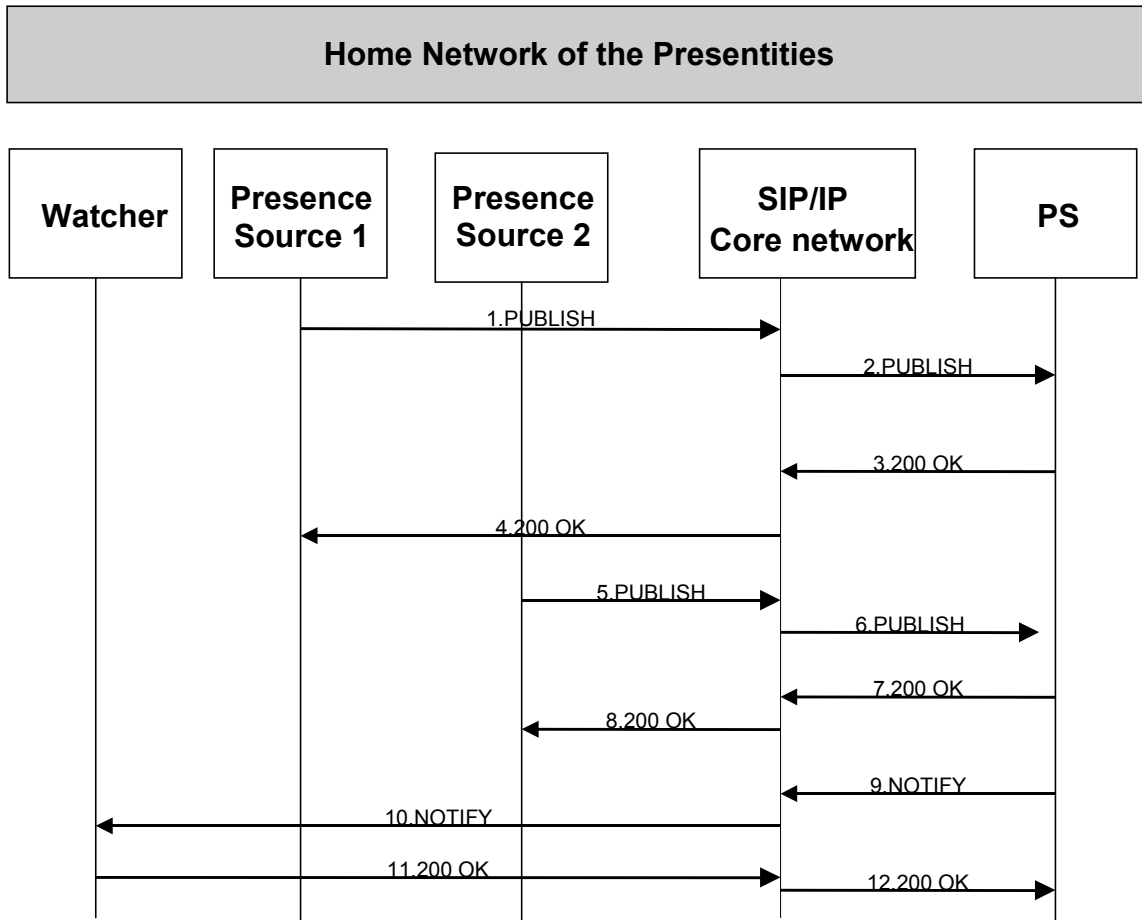 Home Network of the Presentities
Watcher
Presence
Source 1
Presence
Source 2
SIP/IP
Core network
PS
1.PUBLISH
2.PUBLISH
3.200 OK
4.200 OK
5.PUBLISH
6.PUBLISH
7.200 OK
8.200 OK
9.NOTIFY
10.NOTIFY
11.200 OK
12.200 OK